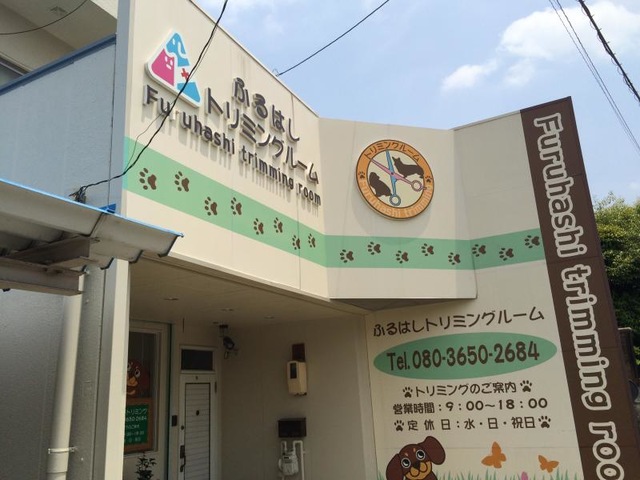 ふるはし
トリミングルーム
Furuhashi trimming room
トリミングルーム
Furuhashi trimming room
ふるはしトリミングルーム
Tel.080-3650-2684
トリミングのご案内
営業時間：9：00～18：00
定休日：水・日・祝日